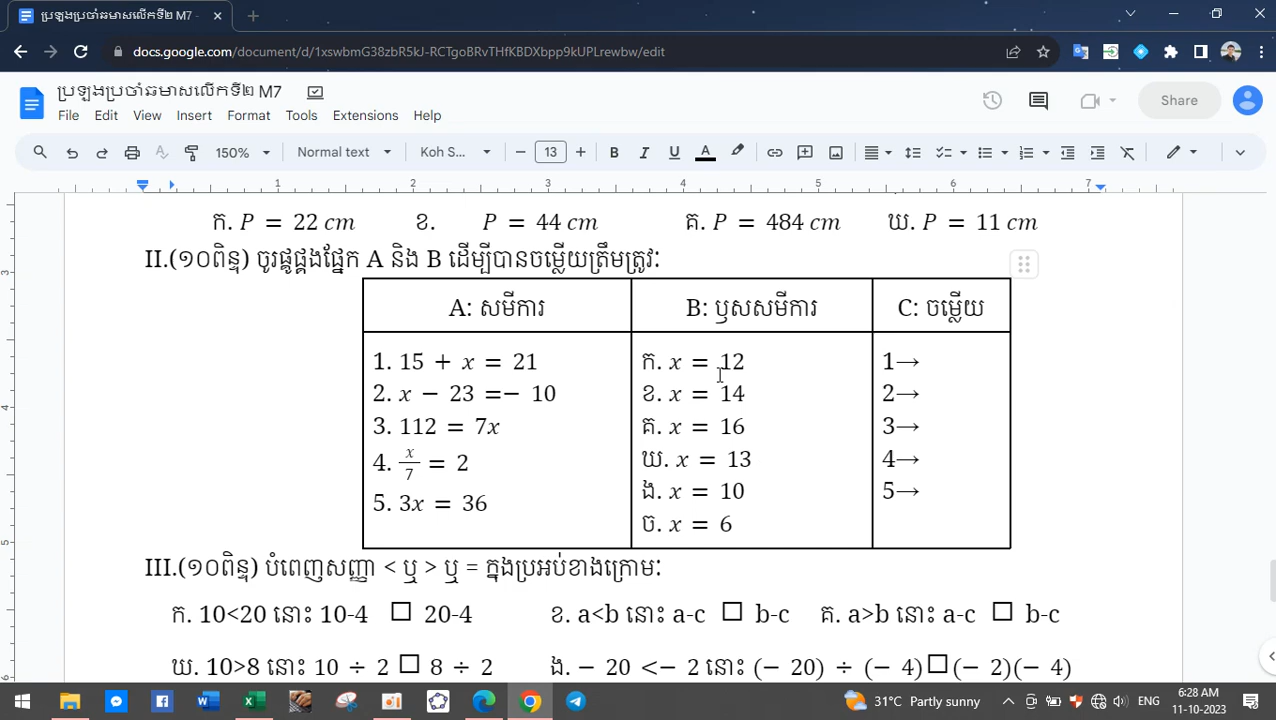 ប្រឡងប្រចាំឆមាសលើកទី២ M7
docs.google.com/document/d/1xswbmG38zbR5kJ-RCTgoBRvTHfKBDXbpp9kUPLrewbw/edit
ប្រឡងប្រចាំឆមាសលើកទី២ M7
File Edit View Insert Format Tools Extensions Help
Share
150% Normal text Koh S... 13
1 2 3 4 5 6 7
ក. P = 22 cm ខ. P = 44 cm គ. P = 484 cm ឃ. P = 11 cm
II.(១០ពិន្ទុ) ចូរផ្គូផ្គងផ្នែក A និង B ដើម្បីបានចម្លើយត្រឹមត្រូវ:
A: សមីការ B: ឫសសមីការ C: ចម្លើយ
1. 15 + x = 21 ក. x = 12 1→
2. x − 23 =− 10 ខ. x = 14 2→
3. 112 = 7x គ. x = 16 3→
4. x/7 = 2 ឃ. x = 13 4→
5. 3x = 36 ង. x = 10 5→
ច. x = 6
III.(១០ពិន្ទុ) បំពេញសញ្ញា < ឬ > ឬ = ក្នុងប្រអប់ខាងក្រោម:
ក. 10<20 នោះ 10-4 □ 20-4 ខ. a<b នោះ a-c □ b-c គ. a>b នោះ a-c □ b-c
ឃ. 10>8 នោះ 10 ÷ 2 □ 8 ÷ 2 ង. − 20 <− 2 នោះ (− 20) ÷ (− 4)□(− 2)(− 4)
31°C Partly sunny ENG 6:28 AM
11-10-2023